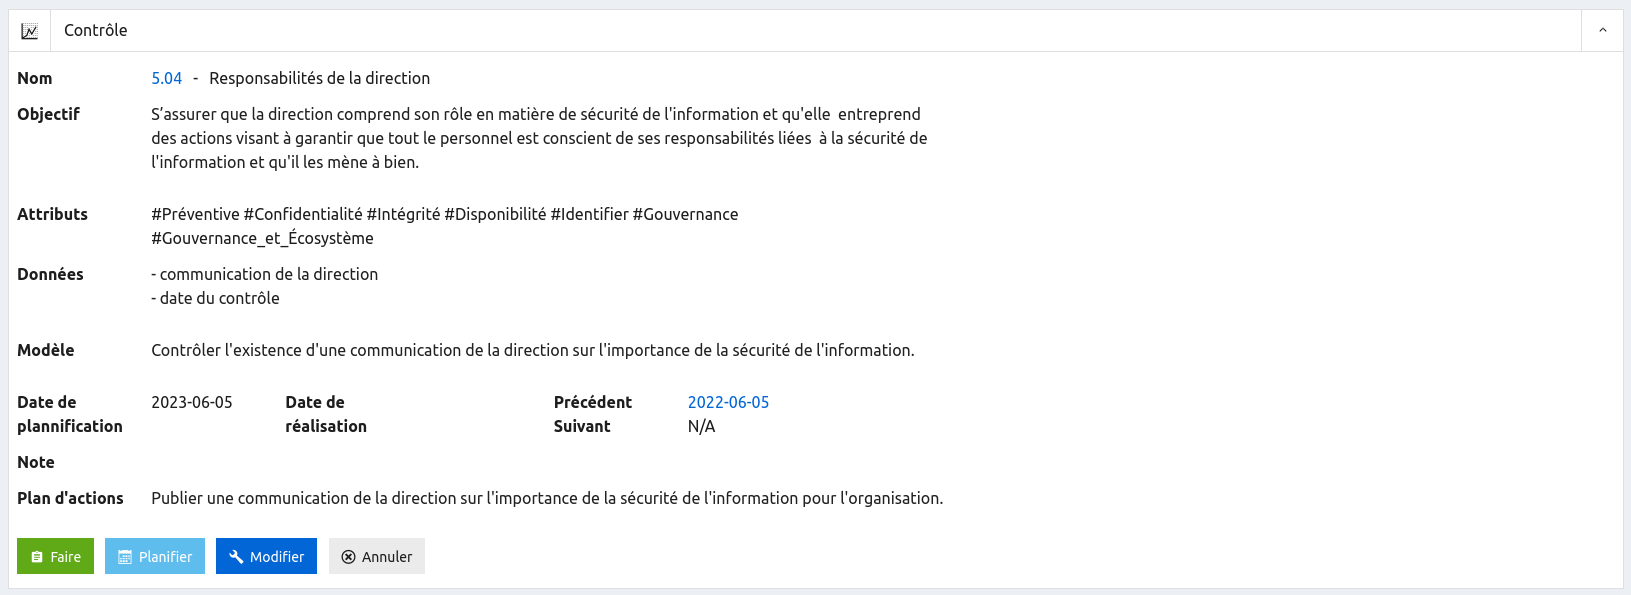 Contrôle
Nom 5.04 - Responsabilités de la direction
Objectif S’assurer que la direction comprend son rôle en matière de sécurité de l'information et qu'elle  entreprend
des actions visant à garantir que tout le personnel est conscient de ses responsabilités liées  à la sécurité de
l'information et qu'il les mène à bien.
Attributs #Préventive #Confidentialité #Intégrité #Disponibilité #Identifier #Gouvernance
#Gouvernance_et_Écosystème
Données - communication de la direction
- date du contrôle
Modèle Contrôler l'existence d'une communication de la direction sur l'importance de la sécurité de l'information.
Date de 2023-06-05 Date de Précédent 2022-06-05
plannification réalisation Suivant N/A
Note
Plan d'actions Publier une communication de la direction sur l'importance de la sécurité de l'information pour l'organisation.
Faire Planifier Modifier Annuler